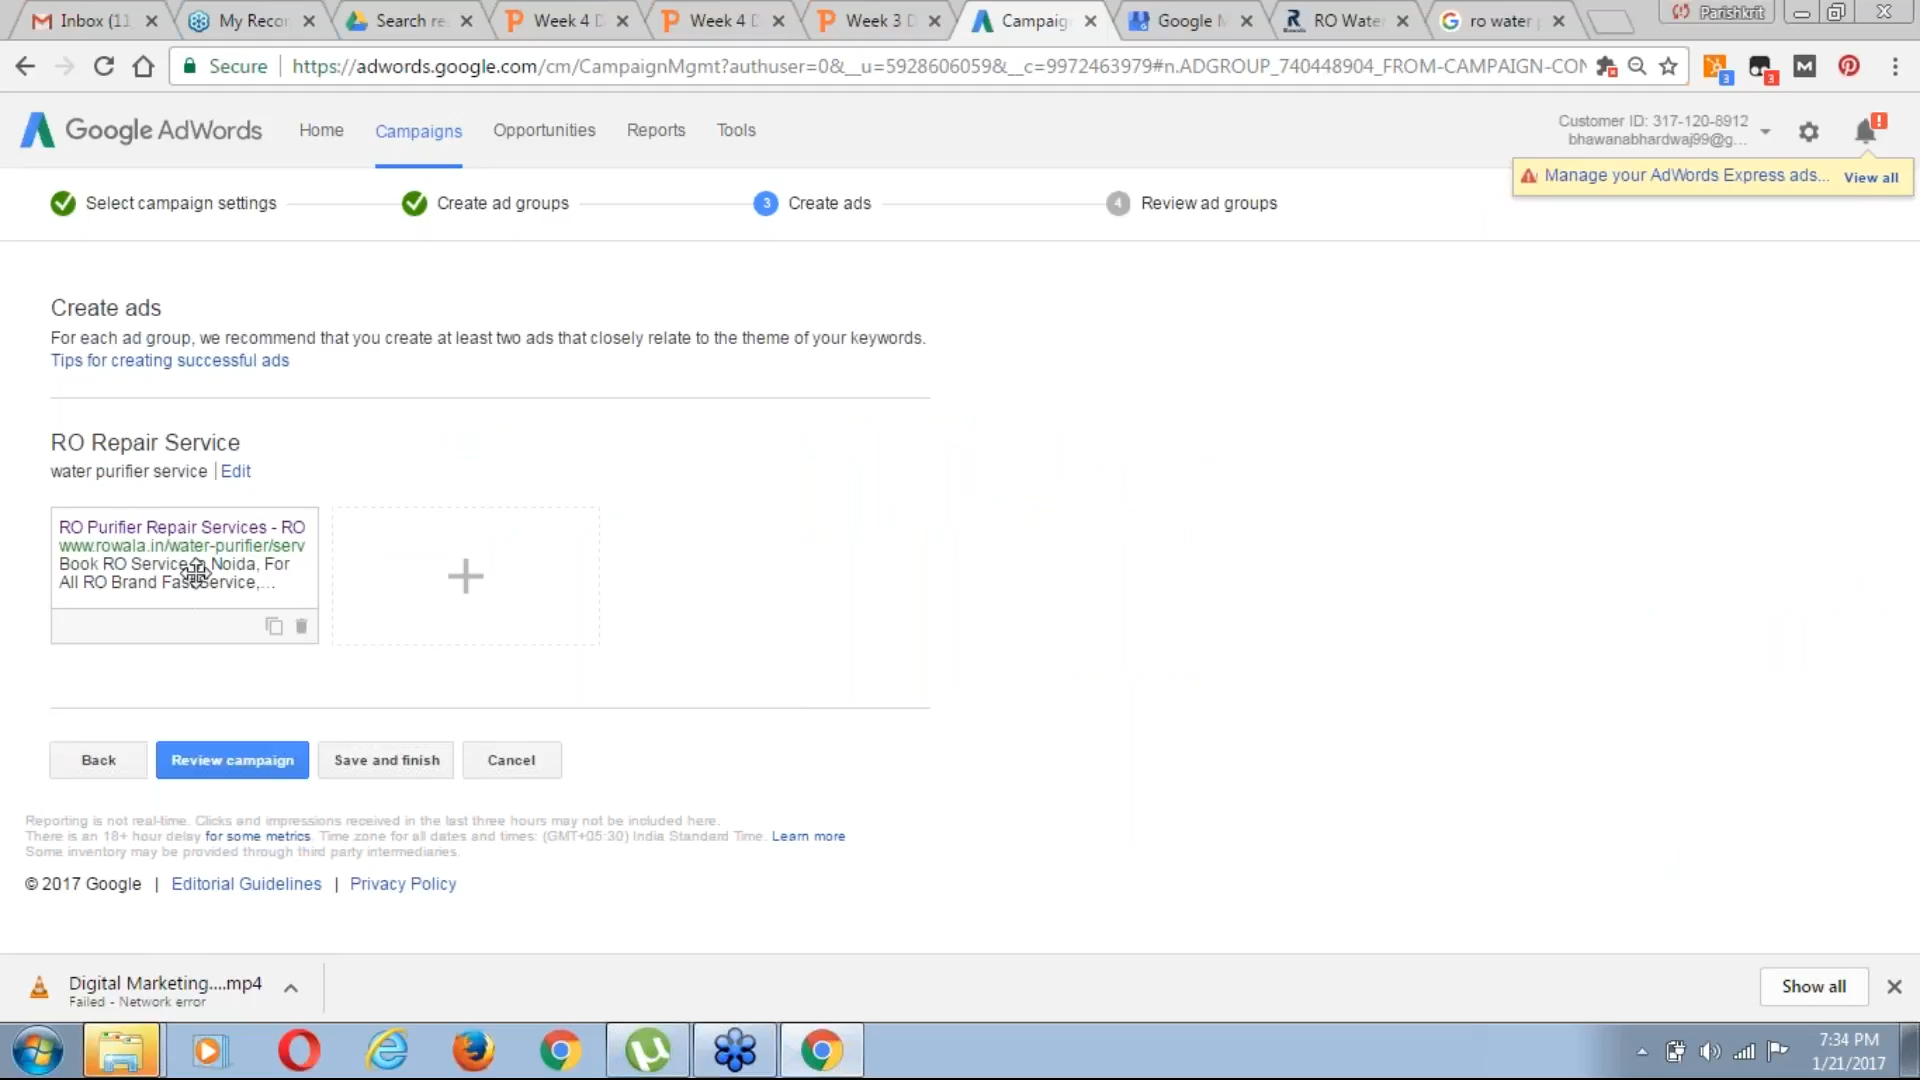 Inbox (11
My Recor
Search re
Week 4 D
Week 4 D
Week 3 D
Campaig
Google M
RO Wate
ro water
Parishkrit
Secure
https://adwords.google.com/cm/CampaignMgmt?authuser=0&__u=5928606059&__c=9972463979#n.ADGROUP_740448904_FROM-CAMPAIGN-CON
3
3
Google AdWords
Home
Campaigns
Opportunities
Reports
Tools
Customer ID: 317-120-8912
bhawanabhardwaj99@g...
Manage your AdWords Express ads...
View all
Select campaign settings
Create ad groups
3 Create ads
4 Review ad groups
Create ads
For each ad group, we recommend that you create at least two ads that closely relate to the theme of your keywords.
Tips for creating successful ads
RO Repair Service
water purifier service | Edit
RO Purifier Repair Services - RO
www.rowala.in/water-purifier/serv
Book RO Service Noida, For
All RO Brand Fast Service,...
Back
Review campaign
Save and finish
Cancel
Reporting is not real-time. Clicks and impressions received in the last three hours may not be included here.
There is an 18+ hour delay for some metrics. Time zone for all dates and times: (GMT+05:30) India Standard Time. Learn more
Some inventory may be provided through third party intermediaries.
© 2017 Google | Editorial Guidelines | Privacy Policy
Digital Marketing....mp4
Failed - Network error
Show all
7:34 PM
1/21/2017